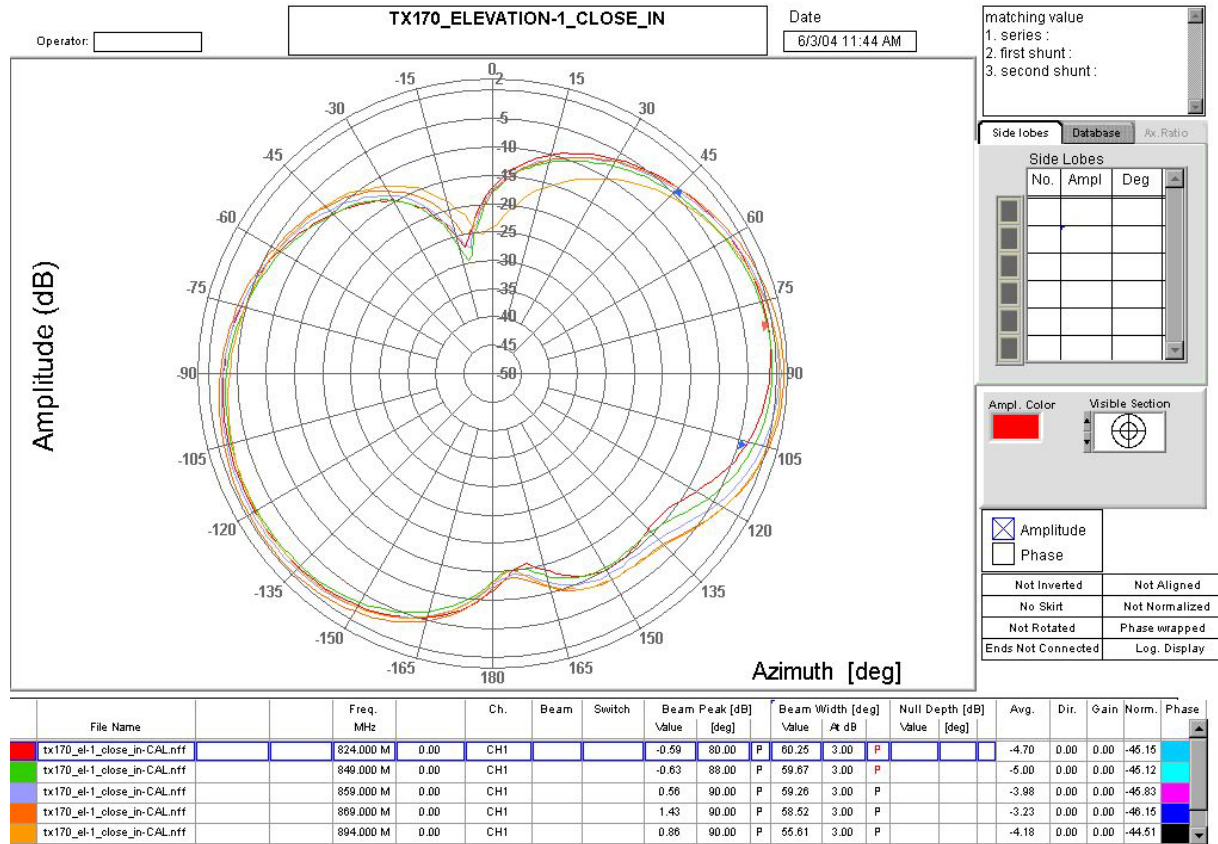 TX170_ELEVATION-1_CLOSE_IN
Date
6/3/04 11:44 AM
Operator:
matching value
1. series :
2. first shunt :
3. second shunt :
Side lobes Database Ax. Ratio
Side Lobes
No. Ampl Deg
Ampl. Color Visible Section
Amplitude
Phase
Not Inverted Not Aligned
No Skirt Not Normalized
Not Rotated Phase wrapped
Ends Not Connected Log. Display
Amplitude (dB)
Azimuth [deg]
0
15
30
45
60
75
90
105
120
135
150
165
180
-165
-150
-135
-120
-105
-90
-75
-60
-45
-30
-15
2
-5
-10
-15
-20
-25
-30
-35
-40
-45
-50
File Name Freq. MHz Ch. Beam Switch Beam Peak [dB] Value [deg] Beam Width [deg] Value At dB Null Depth [dB] Value [deg] Avg. Dir. Gain Norm. Phase
tx170_el-1_close_in-CAL.nff 824.000 M 0.00 CH1 -0.59 80.00 P 60.25 3.00 P -4.70 0.00 0.00 -45.15
tx170_el-1_close_in-CAL.nff 849.000 M 0.00 CH1 -0.63 88.00 P 59.67 3.00 P -5.00 0.00 0.00 -45.12
tx170_el-1_close_in-CAL.nff 859.000 M 0.00 CH1 0.56 90.00 P 59.26 3.00 P -3.98 0.00 0.00 -45.83
tx170_el-1_close_in-CAL.nff 869.000 M 0.00 CH1 1.43 90.00 P 58.52 3.00 P -3.23 0.00 0.00 -46.15
tx170_el-1_close_in-CAL.nff 894.000 M 0.00 CH1 0.86 90.00 P 55.61 3.00 P -4.18 0.00 0.00 -44.51